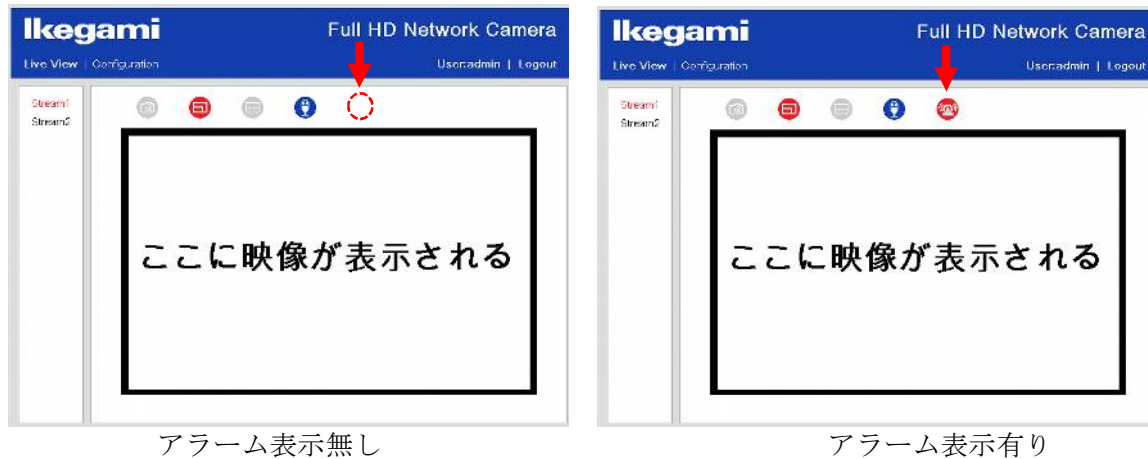 Ikegami
Full HD Network Camera
Live View | Configuration
User:admin | Logout
Stream1
Stream2
ここに映像が表示される
アラーム表示無し
Ikegami
Full HD Network Camera
Live View | Configuration
User:admin | Logout
Stream1
Stream2
ここに映像が表示される
アラーム表示有り